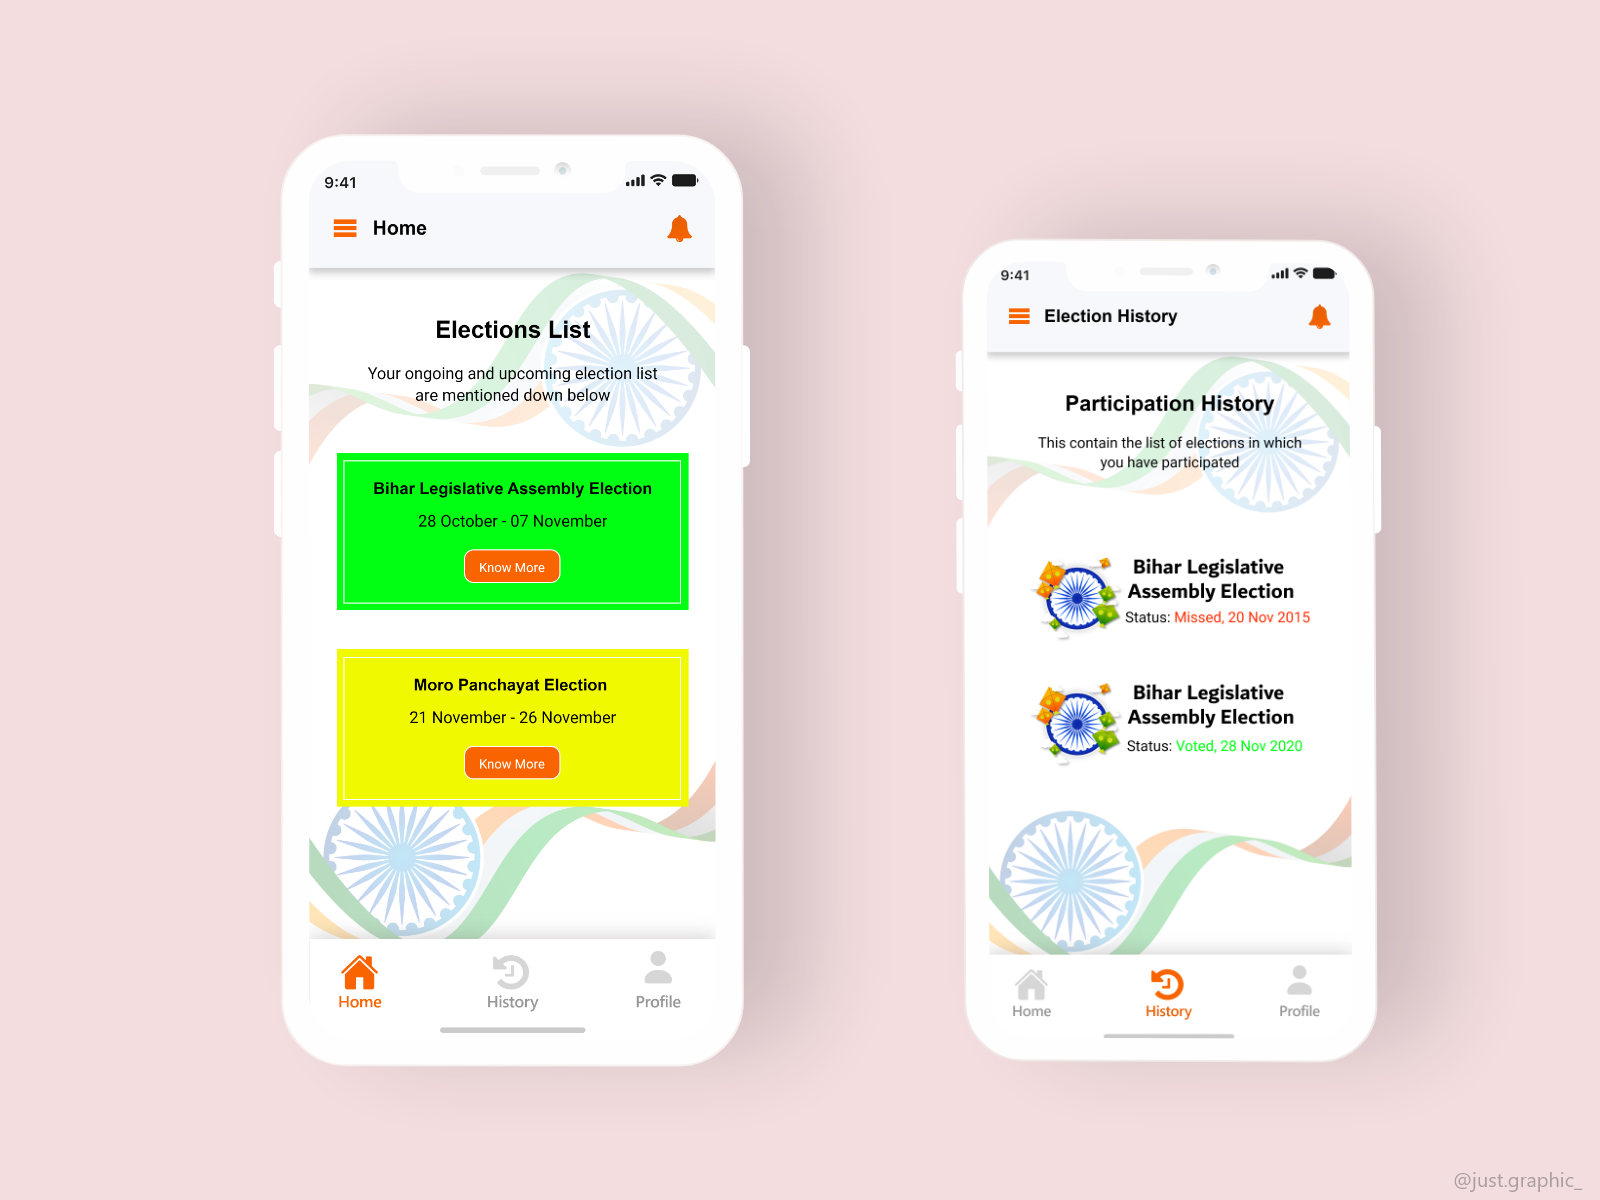 9:41
Home
Elections List
Your ongoing and upcoming election list
are mentioned down below
Bihar Legislative Assembly Election
28 October - 07 November
Know More
Moro Panchayat Election
21 November - 26 November
Know More
Home
History
Profile
9:41
Election History
Participation History
This contain the list of elections in which
you have participated
Bihar Legislative
Assembly Election
Status: Missed, 20 Nov 2015
Bihar Legislative
Assembly Election
Status: Voted, 28 Nov 2020
Home
History
Profile
@just.graphic_